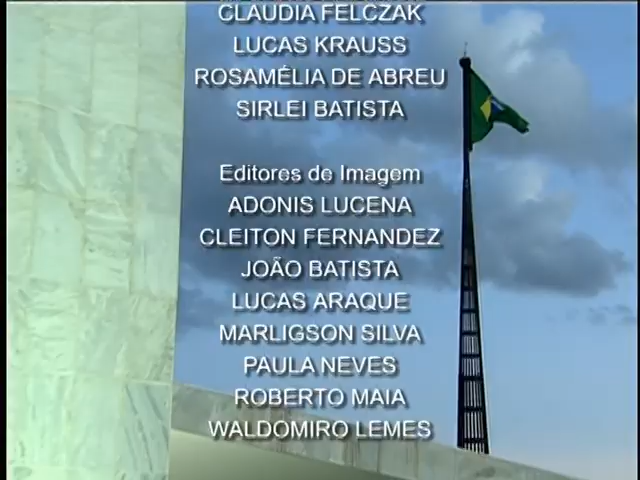 CLAUDIA FELCZAK
LUCAS KRAUSS
ROSAMÉLIA DE ABREU
SIRLEI BATISTA
Editores de Imagem
ADONIS LUCENA
CLEITON FERNANDEZ
JOÃO BATISTA
LUCAS ARAQUE
MARLIGSON SILVA
PAULA NEVES
ROBERTO MAIA
WALDOMIRO LEMES